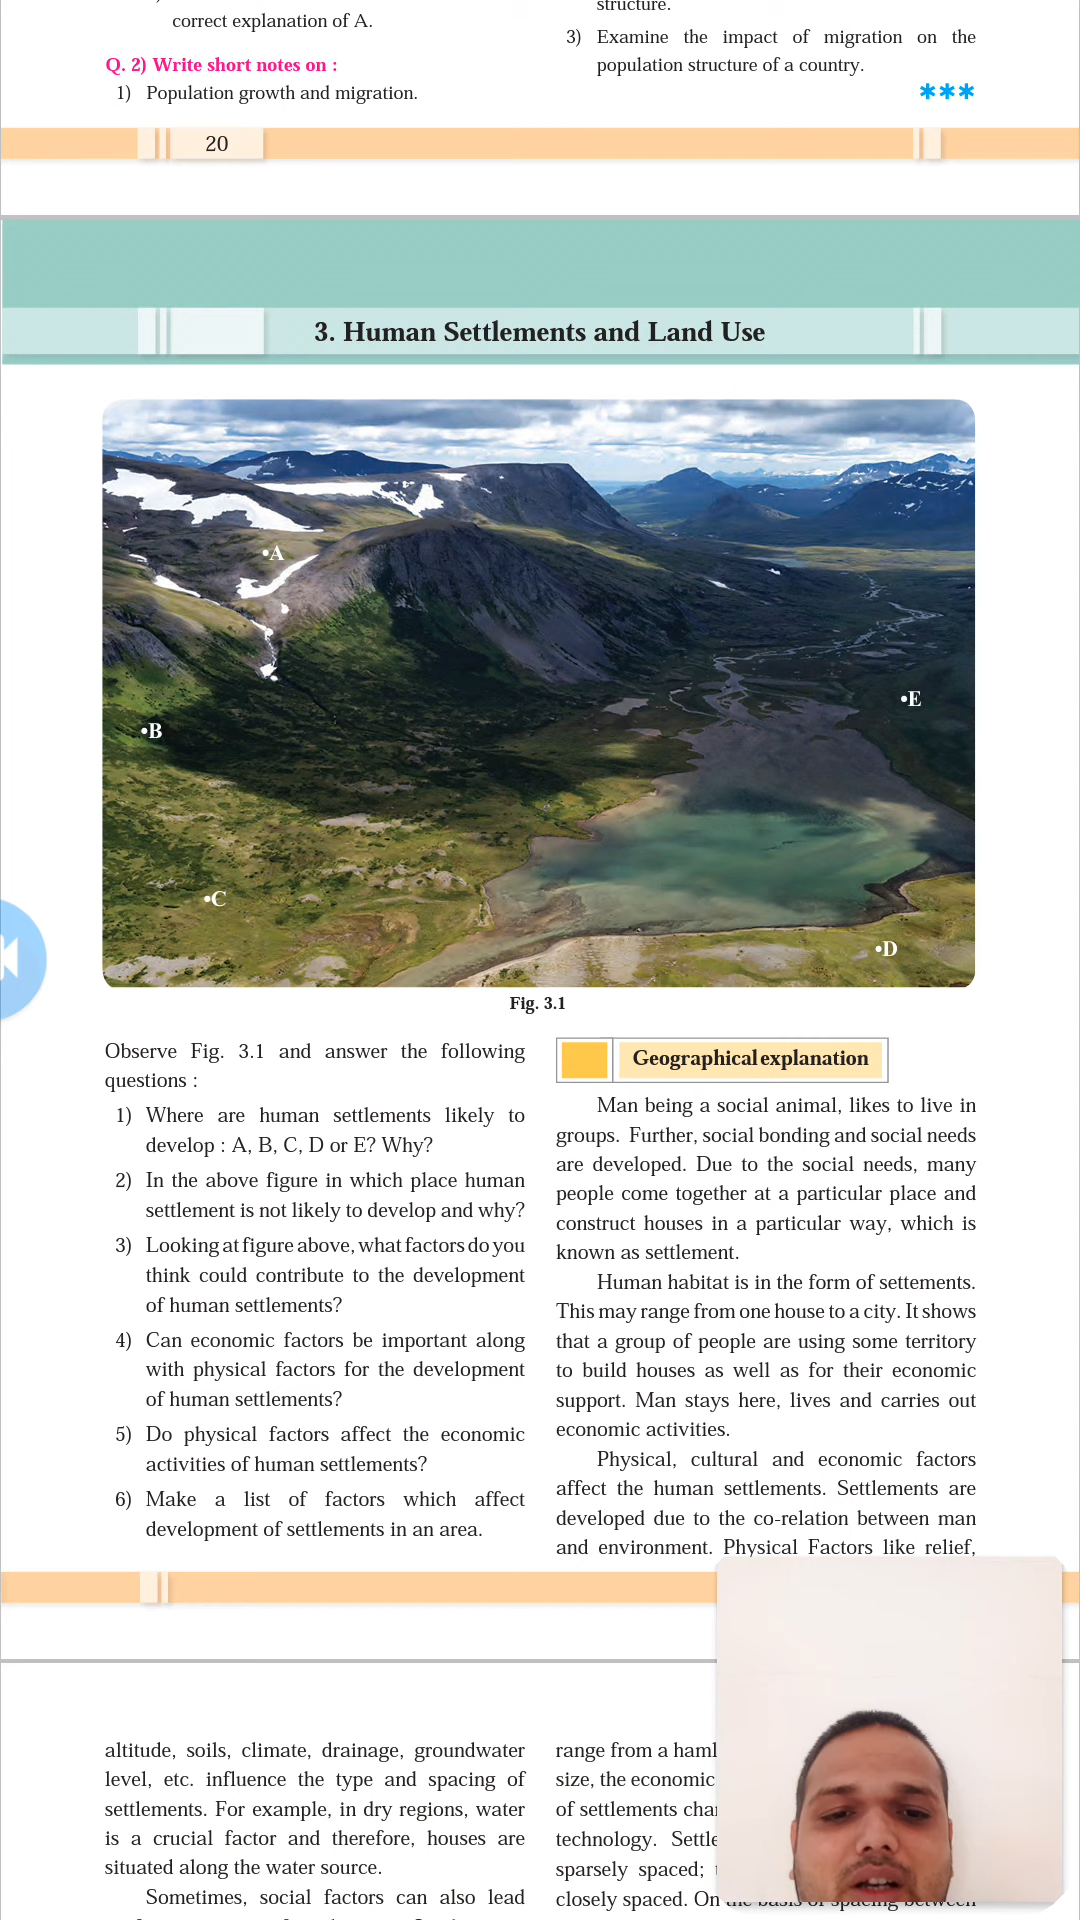 correct explanation of A.
Q. 2) Write short notes on :
1) Population growth and migration.
structure.
3) Examine the impact of migration on the
population structure of a country.
***
20
3. Human Settlements and Land Use
•A
•B
•C
•D
•E
Fig. 3.1
Observe Fig. 3.1 and answer the following
questions :
1) Where are human settlements likely to
develop : A, B, C, D or E? Why?
2) In the above figure in which place human
settlement is not likely to develop and why?
3) Looking at figure above, what factors do you
think could contribute to the development
of human settlements?
4) Can economic factors be important along
with physical factors for the development
of human settlements?
5) Do physical factors affect the economic
activities of human settlements?
6) Make a list of factors which affect
development of settlements in an area.
Geographical explanation
Man being a social animal, likes to live in
groups. Further, social bonding and social needs
are developed. Due to the social needs, many
people come together at a particular place and
construct houses in a particular way, which is
known as settlement.
Human habitat is in the form of settements.
This may range from one house to a city. It shows
that a group of people are using some territory
to build houses as well as for their economic
support. Man stays here, lives and carries out
economic activities.
Physical, cultural and economic factors
affect the human settlements. Settlements are
developed due to the co-relation between man
and environment. Physical Factors like relief,
altitude, soils, climate, drainage, groundwater
level, etc. influence the type and spacing of
settlements. For example, in dry regions, water
is a crucial factor and therefore, houses are
situated along the water source.
Sometimes, social factors can also lead
range from a
size, the economic
of settlements
technology.
sparsely spaced;
closely spaced. On the basis of spacing between